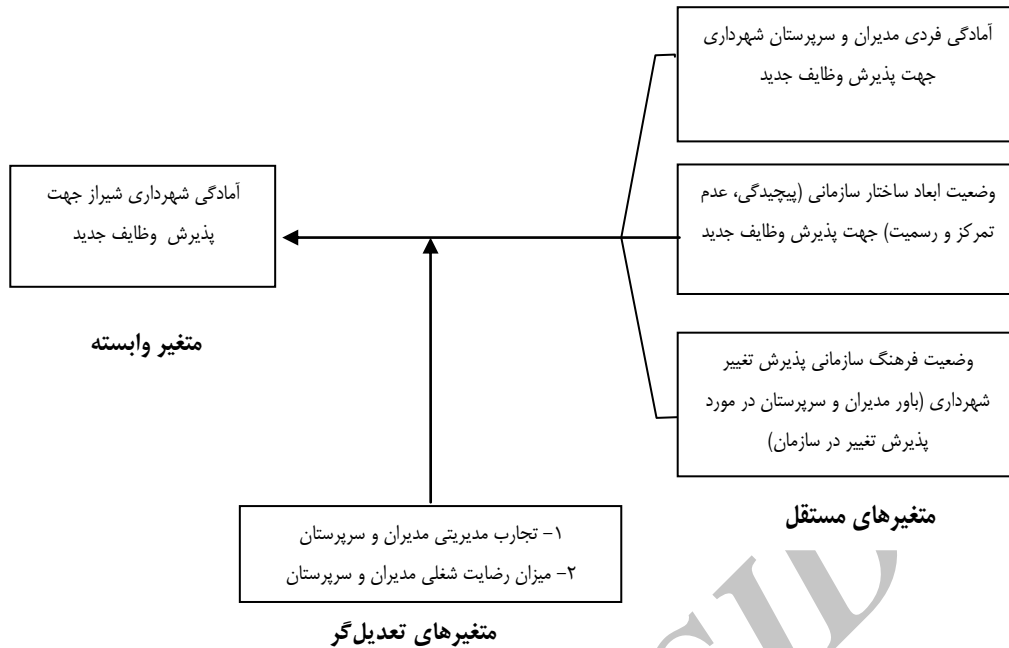 آمادگی فردی مدیران و سرپرستان شهرداری
جهت پذیرش وظایف جدید
وضعیت ابعاد ساختار سازمانی (پیچیدگی، عدم
تمرکز و رسمیت) جهت پذیرش وظایف جدید
وضعیت فرهنگ سازمانی پذیرش تغییر
شهرداری (باور مدیران و سرپرستان در مورد
پذیرش تغییر در سازمان)
متغیرهای مستقل
آمادگی شهرداری شیراز جهت
پذیرش وظایف جدید
متغیر وابسته
۱- تجارب مدیریتی مدیران و سرپرستان
۲- میزان رضایت شغلی مدیران و سرپرستان
متغیرهای تعدیل‌گر
SID